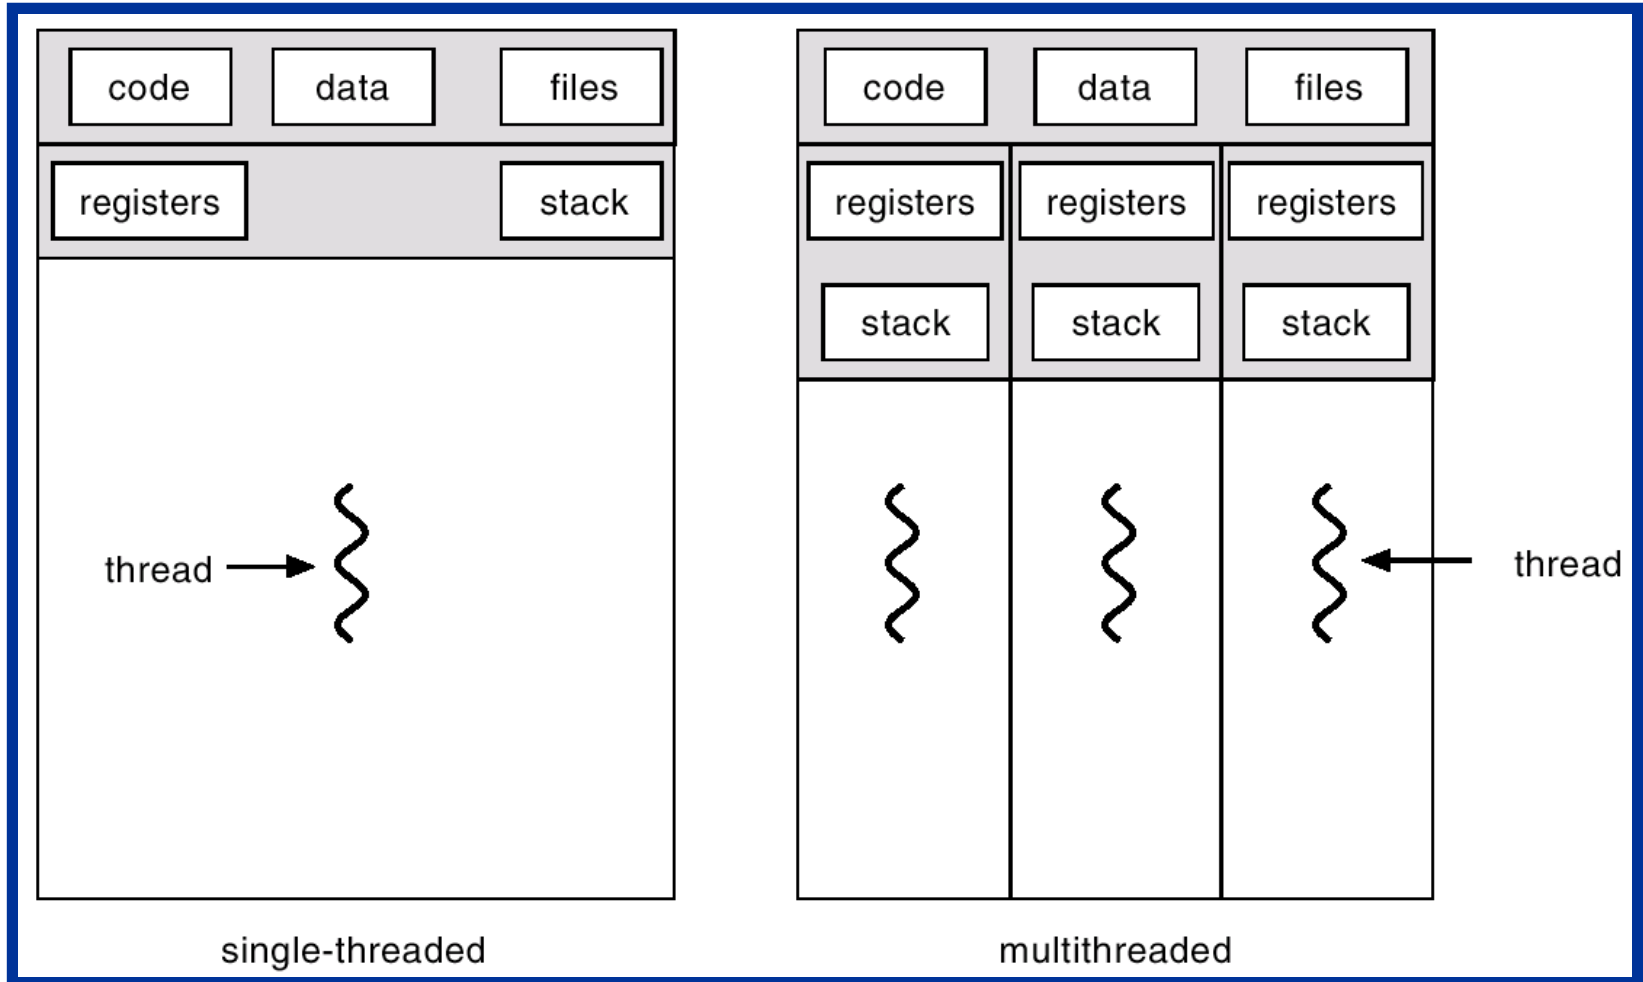 code data files
registers stack
thread
single-threaded
code data files
registers registers registers
stack stack stack
thread
multithreaded